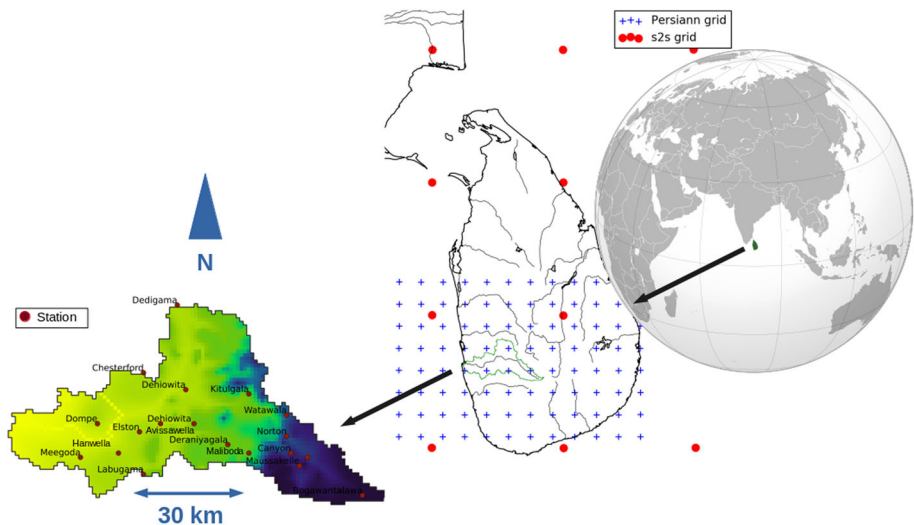 Persiann grid
s2s grid
N
Dedigama
Station
Chesterford
Dehiowita
Kitulgala
Watawala
Dompe
Elston
Dehiowita
Avissawella
Norton
Hanwella
Deraniyagala
Meegoda
Maliboda
Canyon
Maussakelle
Labugama
Bogawantalawa
30 km